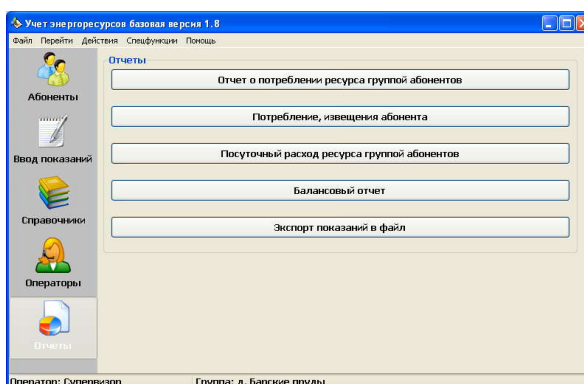 Учет энергоресурсов базовая версия 1.8
Файл Перейти Действия Спецфункции Помощь
Абоненты
Ввод показаний
Справочники
Операторы
Отчеты
Отчеты
Отчет о потреблении ресурса группой абонентов
Потребление, извещения абонента
Посуточный расход ресурса группой абонентов
Балансовый отчет
Экспорт показаний в файл
Оператор: Супервизор Группа: д. Барские пруды